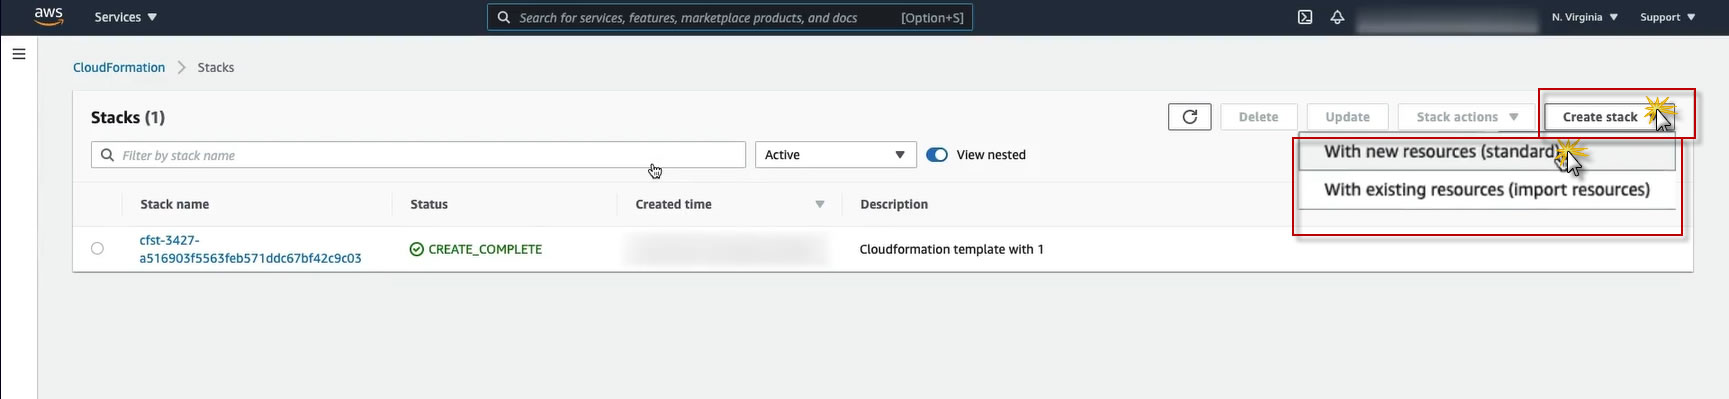 aws
Services
Search for services, features, marketplace products, and docs
[Option+S]
N. Virginia
Support
CloudFormation
Stacks
Stacks (1)
Delete
Update
Stack actions
Create stack
Filter by stack name
Active
View nested
With new resources (standard)
With existing resources (import resources)
Stack name
Status
Created time
Description
cfst-3427-
a516903f5563feb571ddc67bf42c9c03
CREATE_COMPLETE
Cloudformation template with 1